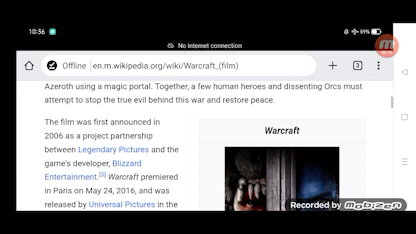 10:36
59%
No internet connection
Offline en.m.wikipedia.org/wiki/Warcraft_(film)
3
Azeroth using a magic portal. Together, a few human heroes and dissenting Orcs must
attempt to stop the true evil behind this war and restore peace.
The film was first announced in
2006 as a project partnership
between Legendary Pictures and the
game's developer, Blizzard
Entertainment.[5] Warcraft premiered
in Paris on May 24, 2016, and was
released by Universal Pictures in the
Warcraft
Recorded by MOBIZEN